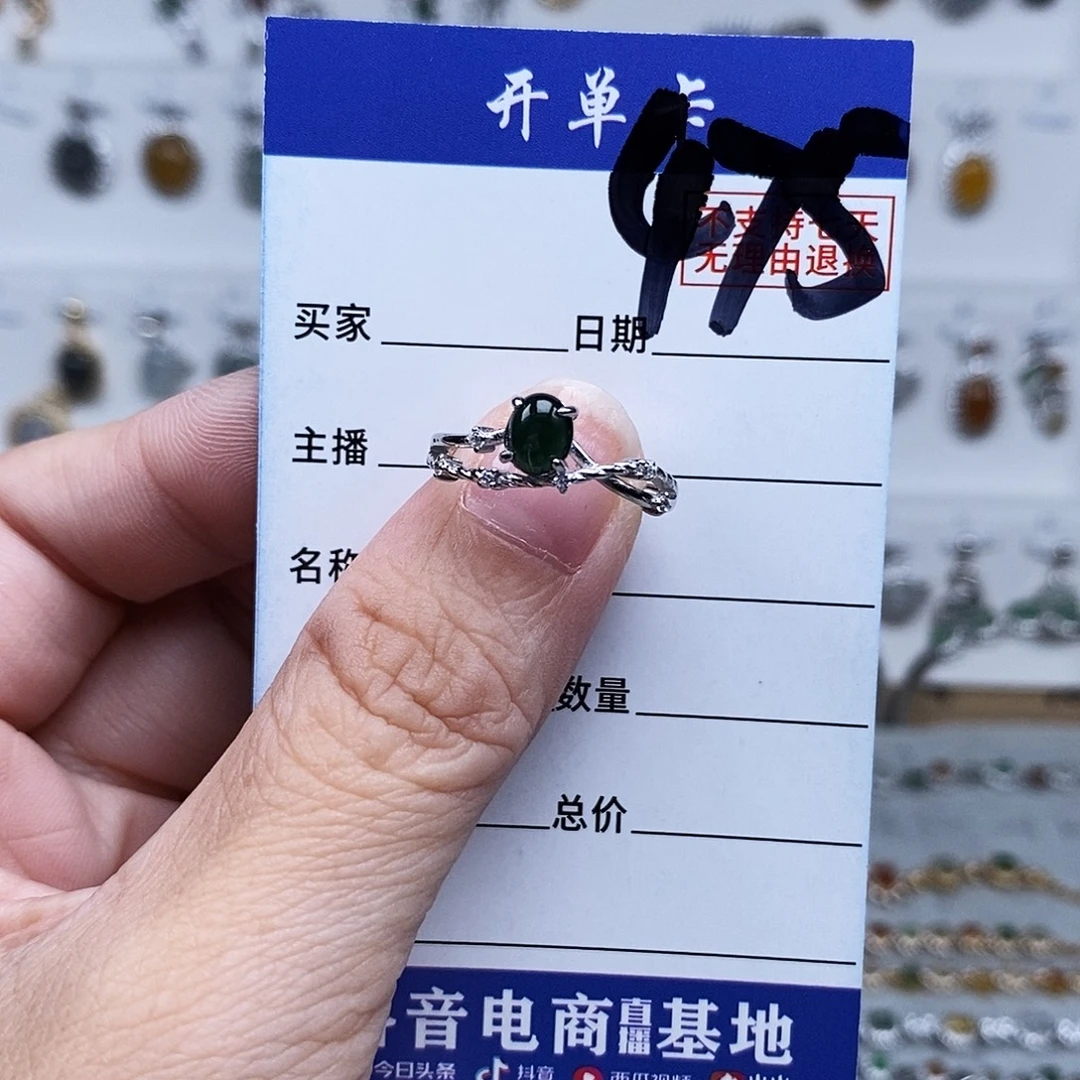 开单卡
475
不支持七天
无理由退换
买家 日期
主播
名称
数量
总价
抖音电商直播基地
今日头条 抖音 西瓜视频